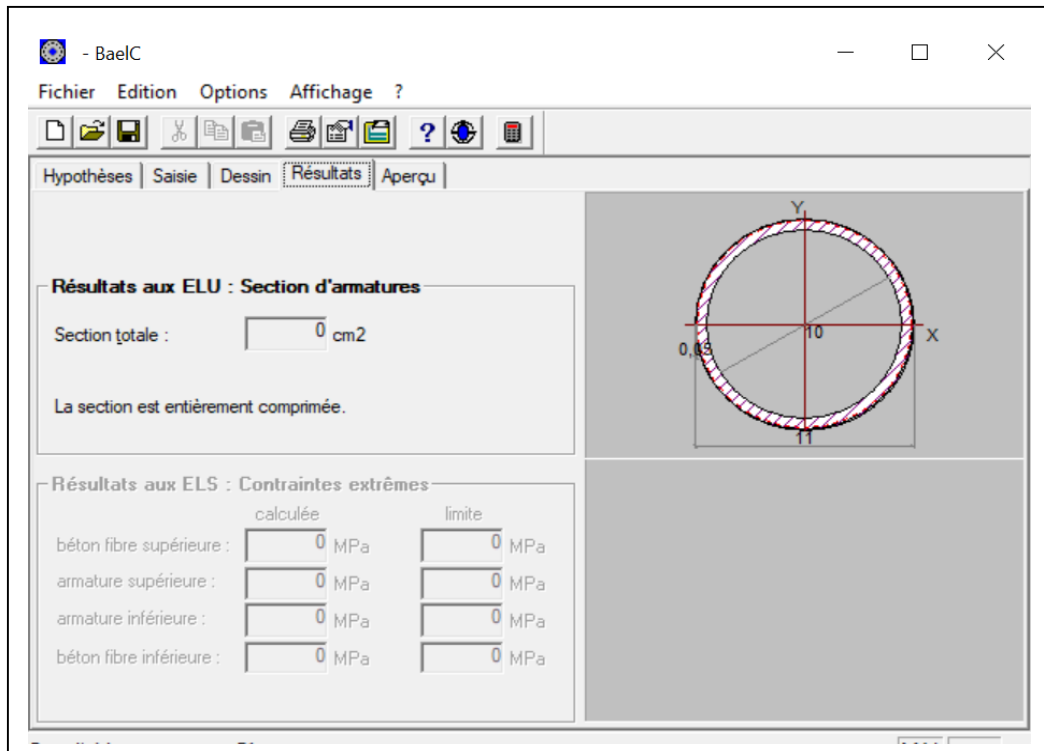 - BaelC
Fichier Edition Options Affichage ?
Hypothèses Saisie Dessin Résultats Aperçu
Résultats aux ELU : Section d'armatures
Section totale : 0 cm2
La section est entièrement comprimée.
Y
X
10
0,05
11
Résultats aux ELS : Contraintes extrêmes
calculée limite
béton fibre supérieure : 0 MPa 0 MPa
armature supérieure : 0 MPa 0 MPa
armature inférieure : 0 MPa 0 MPa
béton fibre inférieure : 0 MPa 0 MPa